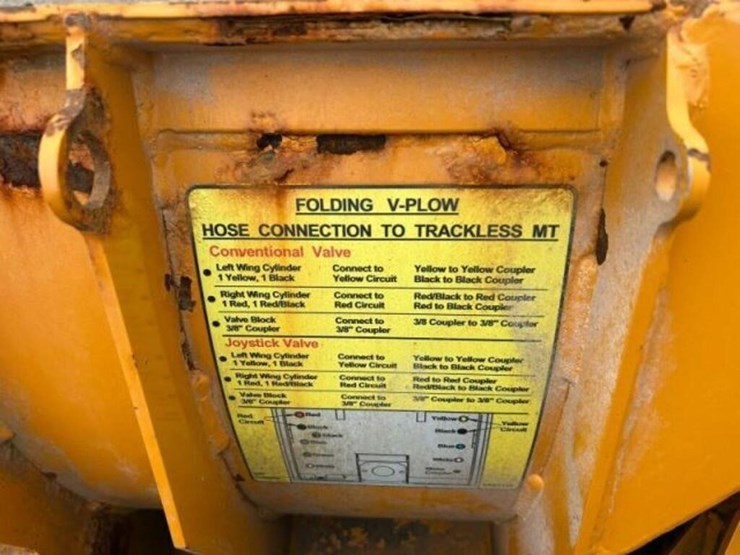 FOLDING V-PLOW
HOSE CONNECTION TO TRACKLESS MT
Conventional Valve
Left Wing Cylinder Connect to Yellow to Yellow Coupler
1 Yellow, 1 Black Yellow Circuit Black to Black Coupler
Right Wing Cylinder Connect to Red/Black to Red Coupler
1 Red, 1 Red/Black Red Circuit Red to Black Coupler
Valve Block Connect to 3/8 Coupler to 3/8" Coupler
3/8" Coupler 3/8" Coupler
Joystick Valve
Left Wing Cylinder Connect to Yellow to Yellow Coupler
1 Yellow, 1 Black Yellow Circuit Black to Black Coupler
Right Wing Cylinder Connect to Red to Red Coupler
1 Red, 1 Red/Black Red Circuit Red/Black to Black Coupler
Valve Block Connect to 3/8" Coupler to 3/8" Coupler
3/8" Coupler 3/8" Coupler
Red Red Yellow Yellow
Circuit Black Black Circuit
Black Blue
Green White